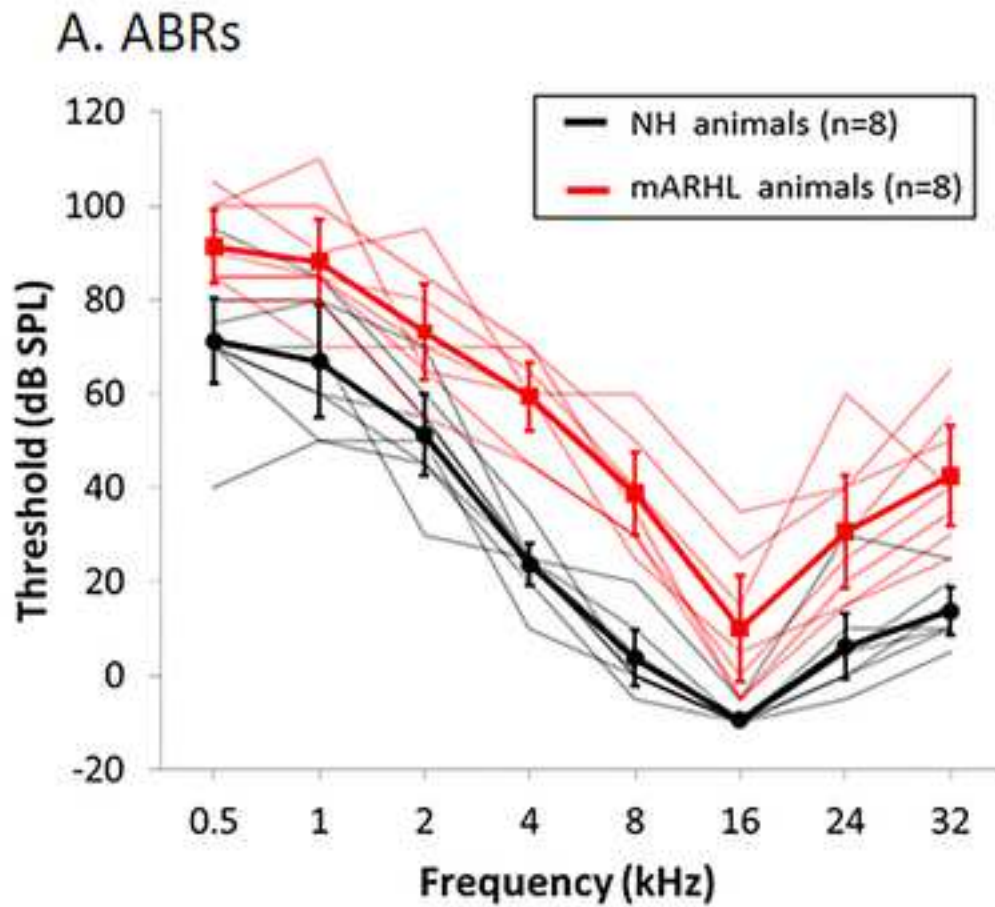 A. ABRs
NH animals (n=8)
mARHL animals (n=8)
Threshold (dB SPL)
120
100
80
60
40
20
0
-20
0.5 1 2 4 8 16 24 32
Frequency (kHz)